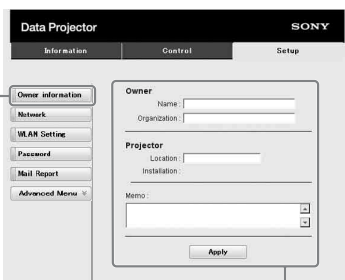 Data Projector
SONY
Information Control Setup
Owner information
Network
WLAN Setting
Password
Mail Report
Advanced Menu
Owner
Name :
Organization :
Projector
Location :
Installation :
Memo :
Apply